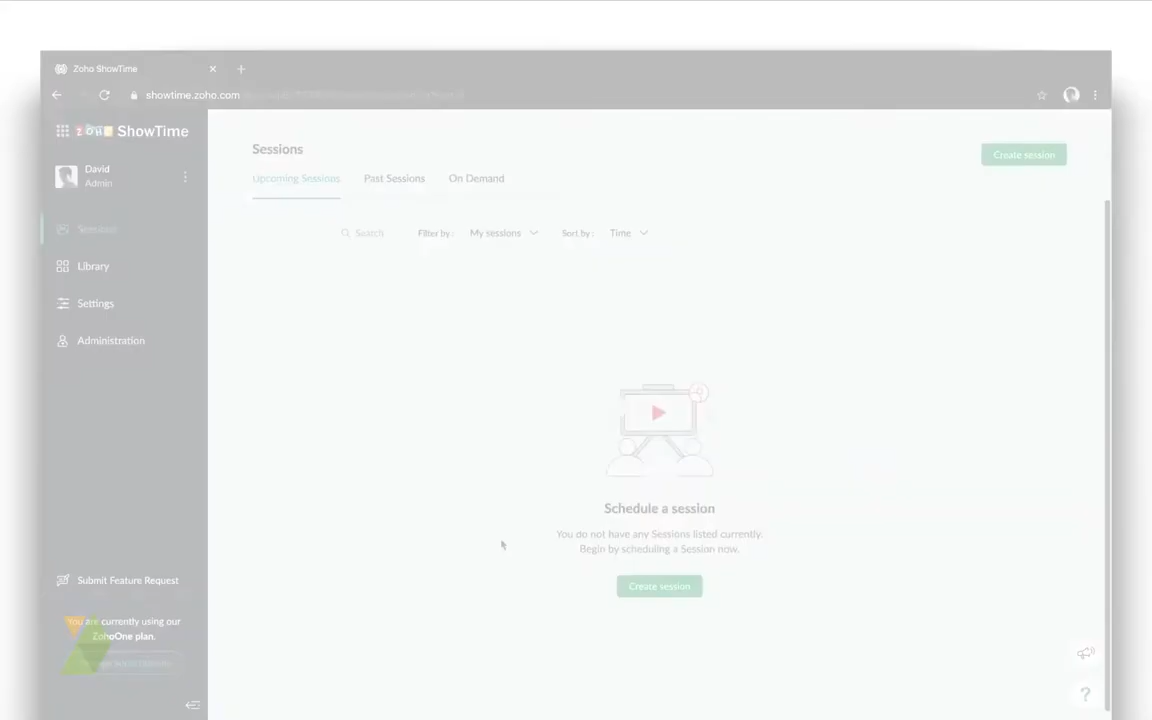 Zoho ShowTime
showtime.zoho.com
ZOHO ShowTime
David
Admin
Sessions
Library
Settings
Administration
Submit Feature Request
You are currently using our
ZohoOne plan.
Sessions
Create session
Upcoming Sessions Past Sessions On Demand
Search Filter by : My sessions Sort by : Time
Schedule a session
You do not have any Sessions listed currently.
Begin by scheduling a Session now.
Create session
?